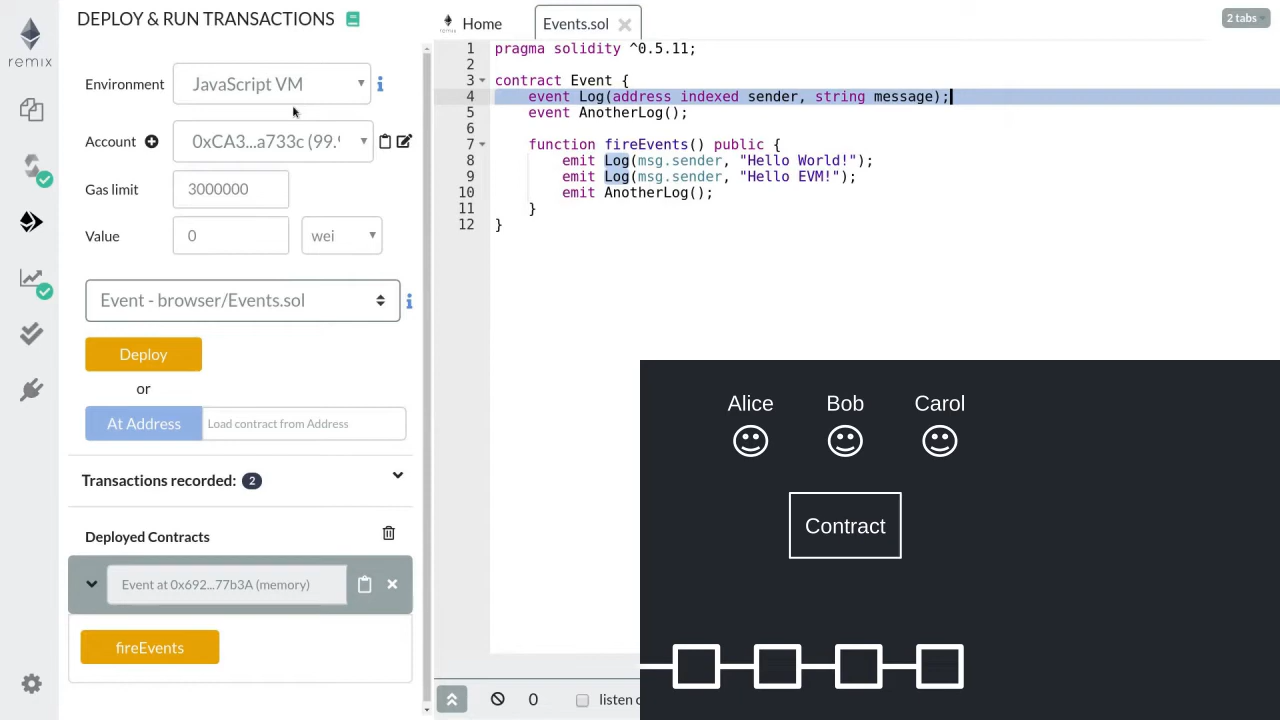 remix
DEPLOY & RUN TRANSACTIONS
Environment
JavaScript VM
Account
0xCA3...a733c (99.
Gas limit
3000000
Value
0
wei
Event - browser/Events.sol
Deploy
or
At Address
Load contract from Address
Transactions recorded: 2
Deployed Contracts
Event at 0x692...77b3A (memory)
fireEvents
remix
Home
Events.sol
2 tabs
1 pragma solidity ^0.5.11;
2
3 contract Event {
4 event Log(address indexed sender, string message);
5 event AnotherLog();
6
7 function fireEvents() public {
8 emit Log(msg.sender, "Hello World!");
9 emit Log(msg.sender, "Hello EVM!");
10 emit AnotherLog();
11 }
12 }
Alice
Bob
Carol
Contract
0
listen